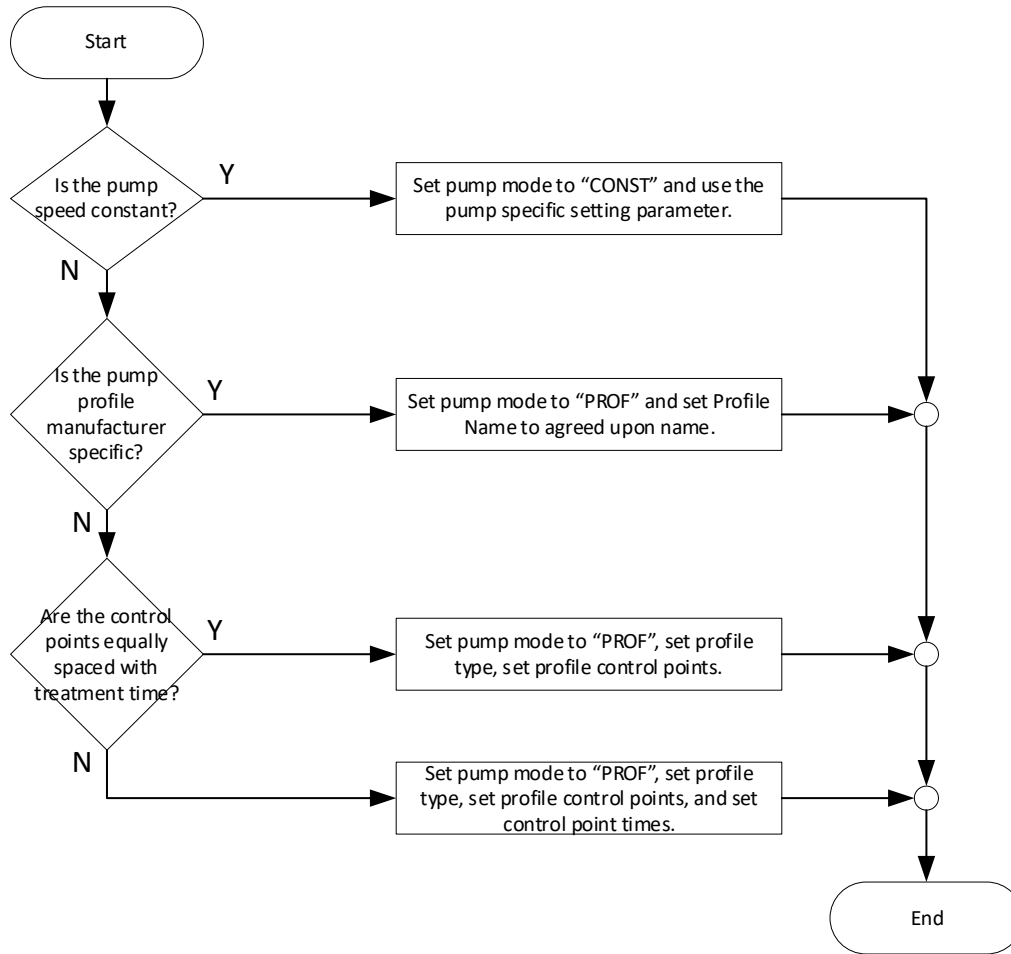 Start
Is the pump
speed constant?
Y
Set pump mode to “CONST” and use the
pump specific setting parameter.
N
Is the pump
profile
manufacturer
specific?
Y
Set pump mode to “PROF” and set Profile
Name to agreed upon name.
N
Are the control
points equally
spaced with
treatment time?
Y
Set pump mode to “PROF”, set profile
type, set profile control points.
N
Set pump mode to “PROF”, set profile
type, set profile control points, and set
control point times.
End